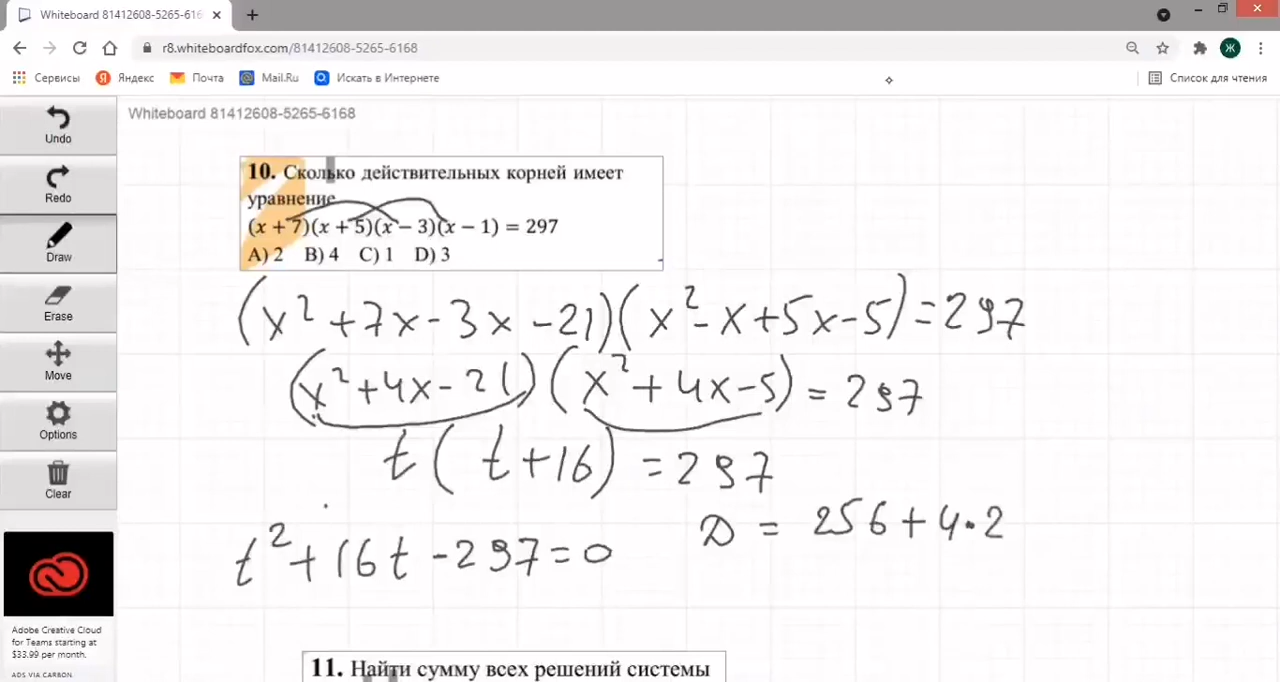 Whiteboard 81412608-5265-616
r8.whiteboardfox.com/81412608-5265-6168
Ж
Сервисы Яндекс Почта Mail.Ru Искать в Интернете Список для чтения
Whiteboard 81412608-5265-6168
Undo
Redo
Draw
Erase
Move
Options
Clear
Adobe Creative Cloud
for Teams starting at
$33.99 per month.
ADS VIA CARBON
10. Сколько действительных корней имеет
уравнение
(x + 7)(x + 5)(x − 3)(x − 1) = 297
A) 2 B) 4 C) 1 D) 3
(x² + 7x − 3x − 21)(x² − x + 5x − 5) = 297
(x² + 4x − 21)(x² + 4x − 5) = 297
t(t + 16) = 297
t² + 16t − 297 = 0
D = 256 + 4·2
11. Найти сумму всех решений системы